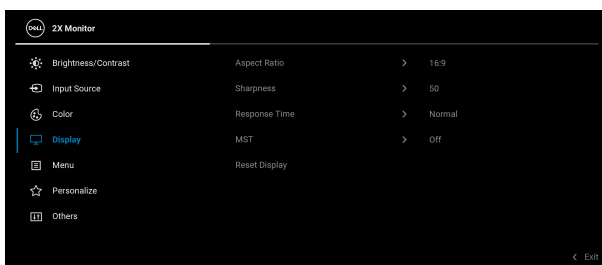 DELL 2X Monitor
Brightness/Contrast Aspect Ratio > 16:9
Input Source Sharpness > 50
Color Response Time > Normal
Display MST > Off
Menu Reset Display
Personalize
Others
< Exit